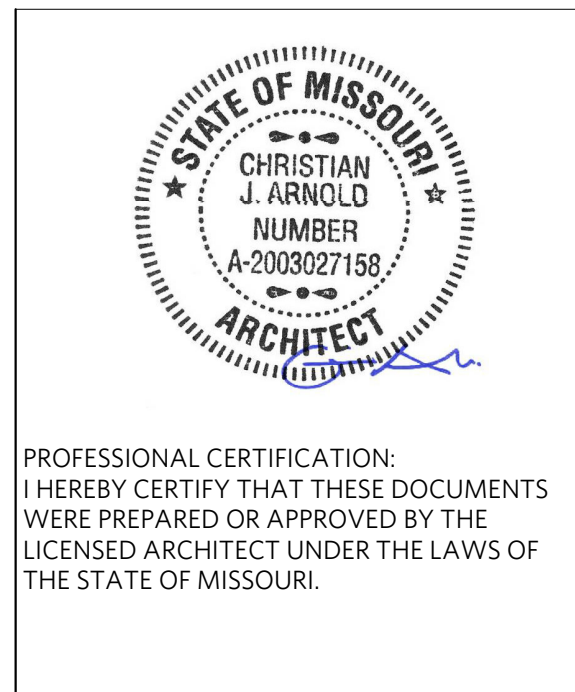 STATE OF MISSOURI
CHRISTIAN
J. ARNOLD
NUMBER
A-2003027158
ARCHITECT
PROFESSIONAL CERTIFICATION:
I HEREBY CERTIFY THAT THESE DOCUMENTS
WERE PREPARED OR APPROVED BY THE
LICENSED ARCHITECT UNDER THE LAWS OF
THE STATE OF MISSOURI.